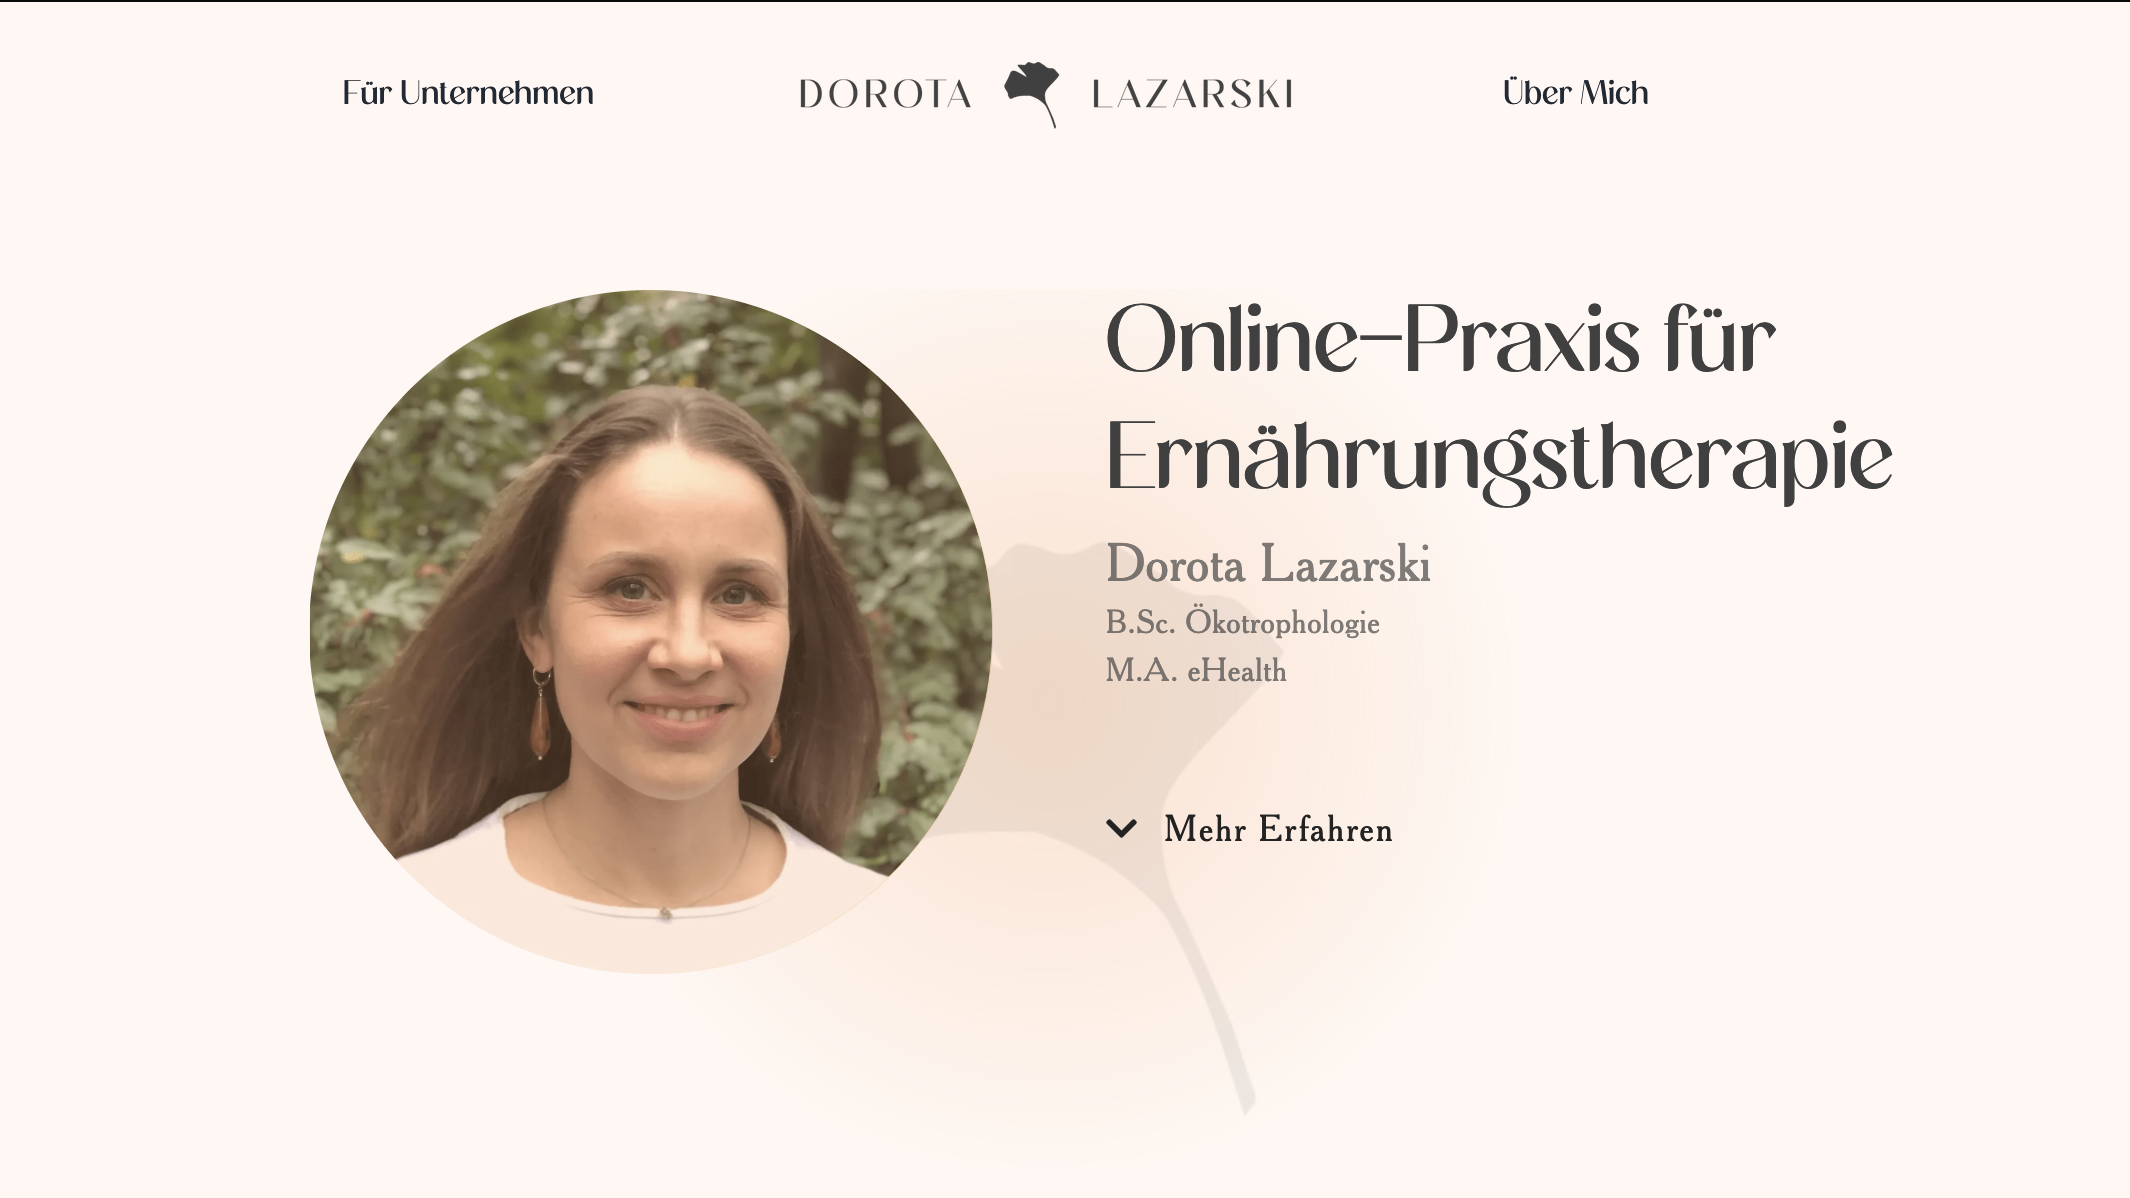 Für Unternehmen
DOROTA LAZARSKI
Über Mich
Online-Praxis für
Ernährungstherapie
Dorota Lazarski
B.Sc. Ökotrophologie
M.A. eHealth
Mehr Erfahren